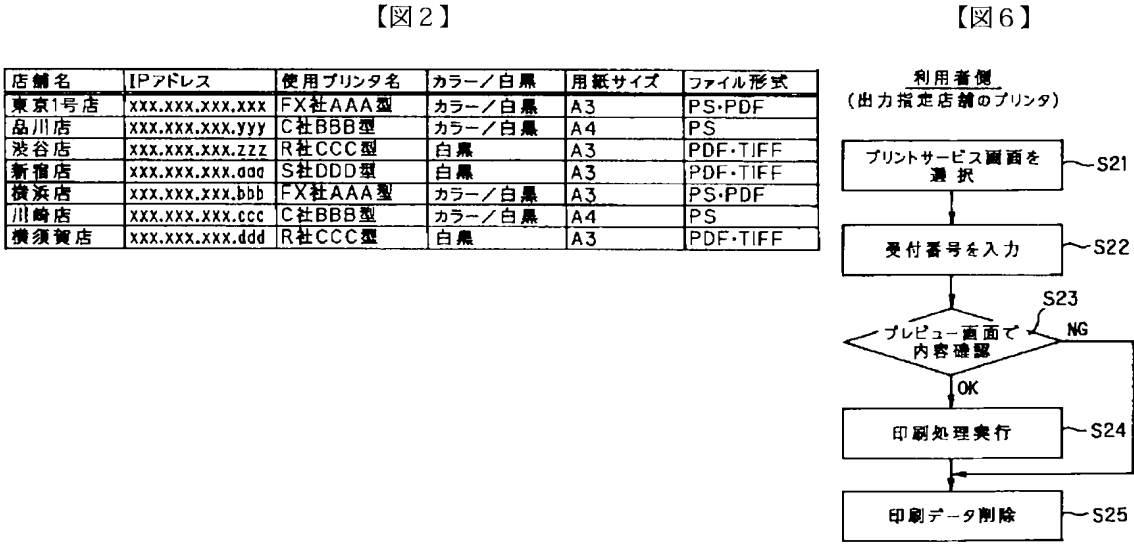 【図２】
店舗名 IPアドレス 使用プリンタ名 カラー／白黒 用紙サイズ ファイル形式
東京1号店 xxx.xxx.xxx.xxx FX社AAA型 カラー／白黒 A3 PS・PDF
品川店 xxx.xxx.xxx.yyy C社BBB型 カラー／白黒 A4 PS
渋谷店 xxx.xxx.xxx.zzz R社CCC型 白黒 A3 PDF・TIFF
新宿店 xxx.xxx.xxx.aaa S社DDD型 白黒 A3 PDF・TIFF
横浜店 xxx.xxx.xxx.bbb FX社AAA型 カラー／白黒 A3 PS・PDF
川崎店 xxx.xxx.xxx.ccc C社BBB型 カラー／白黒 A4 PS
横須賀店 xxx.xxx.xxx.ddd R社CCC型 白黒 A3 PDF・TIFF
【図６】
利用者側
(出力指定店舗のプリンタ)
プリントサービス画面を
選択
S21
受付番号を入力
S22
S23
プレビュー画面で
内容確認
NG
OK
印刷処理実行
S24
印刷データ削除
S25